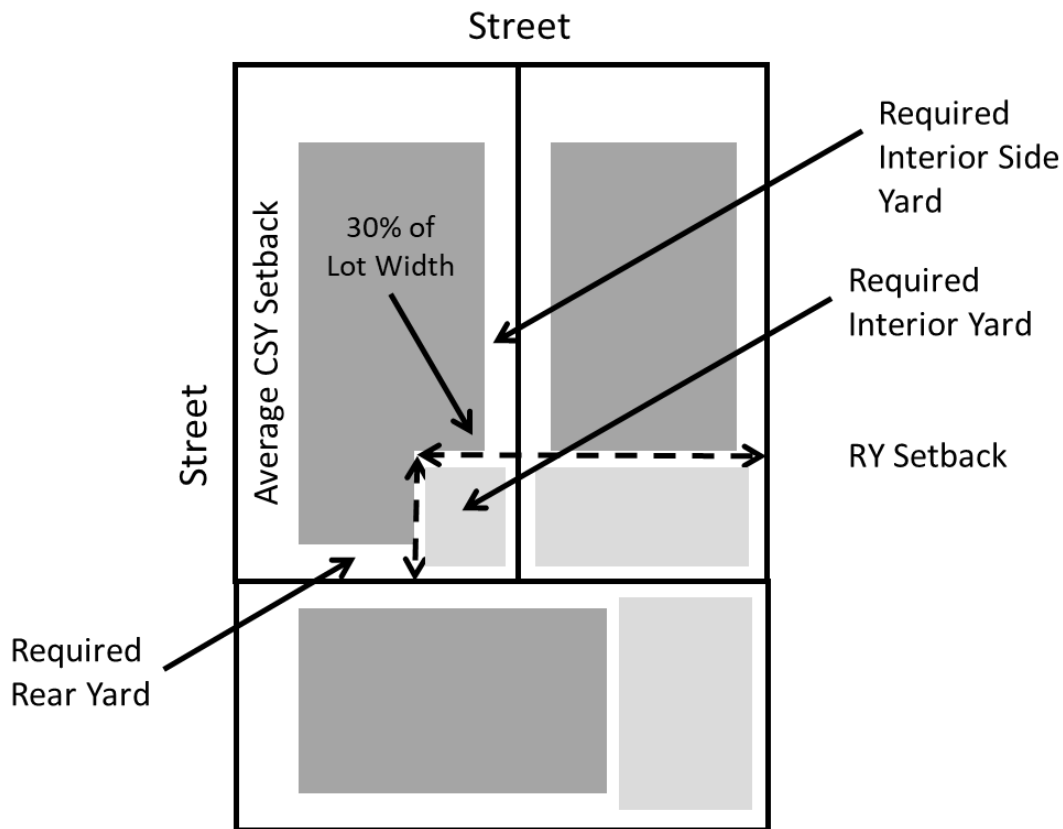 Street
Required
Interior Side
Yard
30% of
Lot Width
Average CSY Setback
Required
Interior Yard
Street
RY Setback
Required
Rear Yard